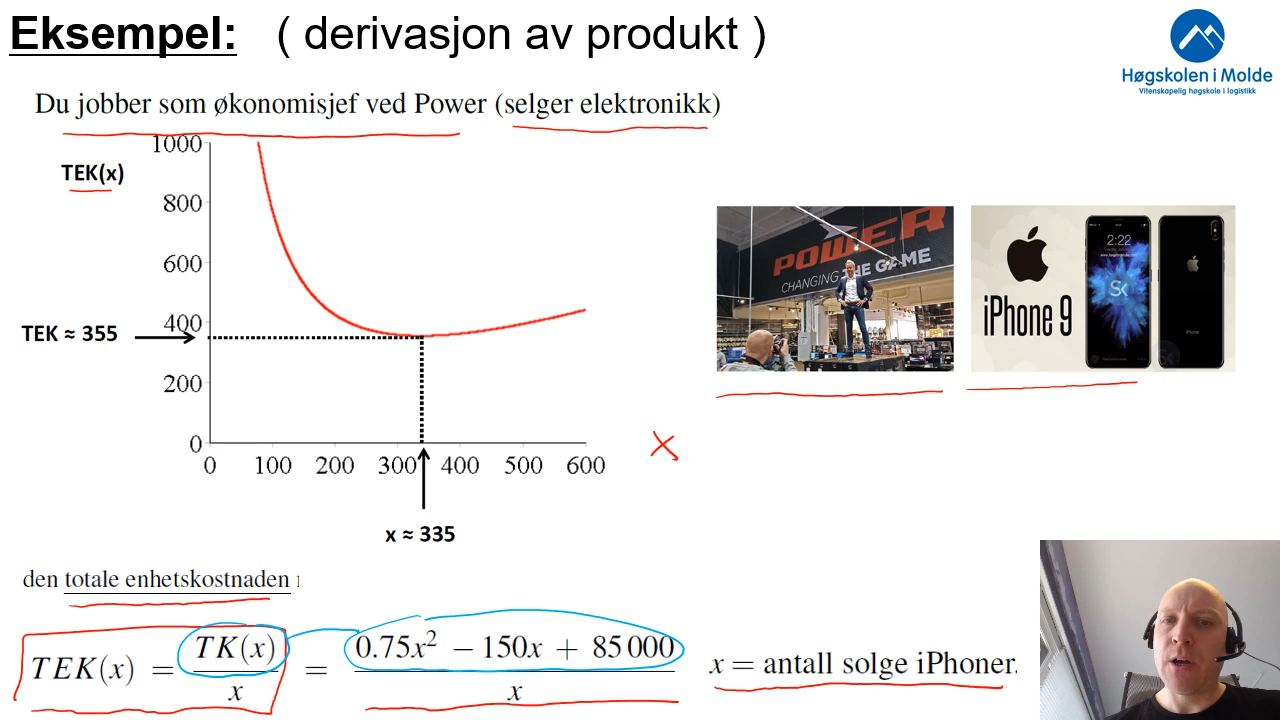 Eksempel: ( derivasjon av produkt )
Høgskolen i Molde
Vitenskapelig høgskole i logistikk
Du jobber som økonomisjef ved Power (selger elektronikk)
TEK(x)
1000
800
600
400
200
0
TEK ≈ 355
0 100 200 300 400 500 600
x
x ≈ 335
POWER
CHANGING THE GAME
iPhone 9
2:22
SK
iPhone
den totale enhetskostnaden
TEK(x) = TK(x)/x = 0.75x² − 150x + 85 000/x
x = antall solge iPhoner.